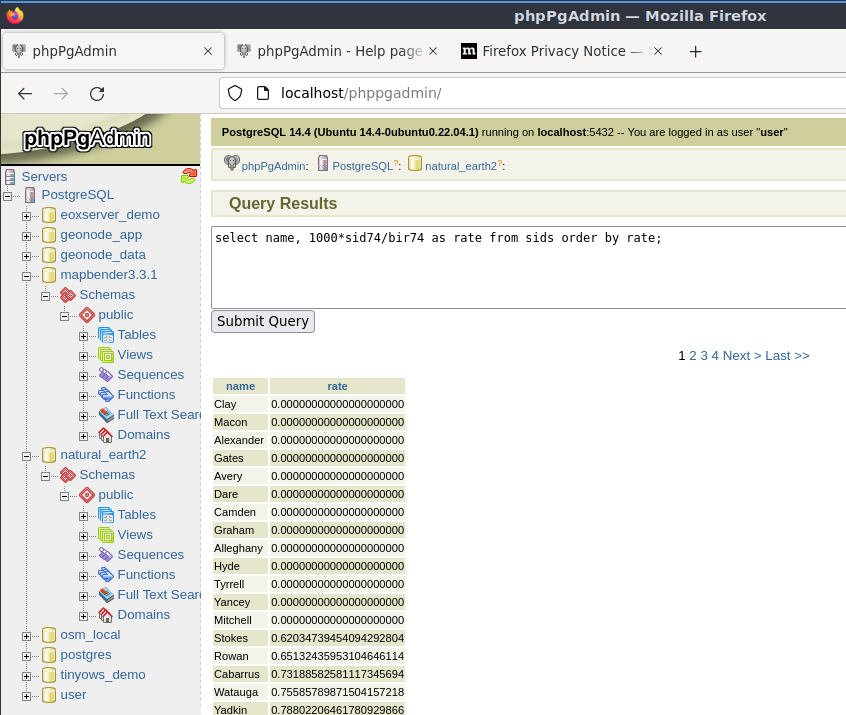 phpPgAdmin — Mozilla Firefox
phpPgAdmin × phpPgAdmin - Help page × m Firefox Privacy Notice — × +
localhost/phppgadmin/
phpPgAdmin
Servers
PostgreSQL
eoxserver_demo
geonode_app
geonode_data
mapbender3.3.1
Schemas
public
Tables
Views
Sequences
Functions
Full Text Sear
Domains
natural_earth2
Schemas
public
Tables
Views
Sequences
Functions
Full Text Sear
Domains
osm_local
postgres
tinyows_demo
user
PostgreSQL 14.4 (Ubuntu 14.4-0ubuntu0.22.04.1) running on localhost:5432 -- You are logged in as user "user"
phpPgAdmin: PostgreSQL?: natural_earth2?:
Query Results
select name, 1000*sid74/bir74 as rate from sids order by rate;
Submit Query
1 2 3 4 Next > Last >>
name rate
Clay 0.00000000000000000000
Macon 0.00000000000000000000
Alexander 0.00000000000000000000
Gates 0.00000000000000000000
Avery 0.00000000000000000000
Dare 0.00000000000000000000
Camden 0.00000000000000000000
Graham 0.00000000000000000000
Alleghany 0.00000000000000000000
Hyde 0.00000000000000000000
Tyrrell 0.00000000000000000000
Yancey 0.00000000000000000000
Mitchell 0.00000000000000000000
Stokes 0.62034739454094292804
Rowan 0.65132435953104646114
Cabarrus 0.73188582581117345694
Watauga 0.75585789871504157218
Yadkin 0.78802206461780929866